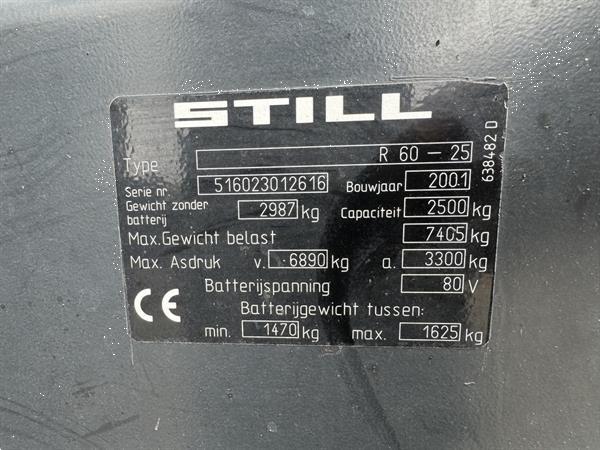 STILL
Type R 60 - 25
Serie nr. 516023012616 Bouwjaar 2001
Gewicht zonder batterij 2987 kg Capaciteit 2500 kg
Max. Gewicht belast 7405 kg
Max. Asdruk v. 6890 kg a. 3300 kg
Batterijspanning 80 V
Batterijgewicht tussen:
min. 1470 kg max. 1625 kg
CE
638482 D